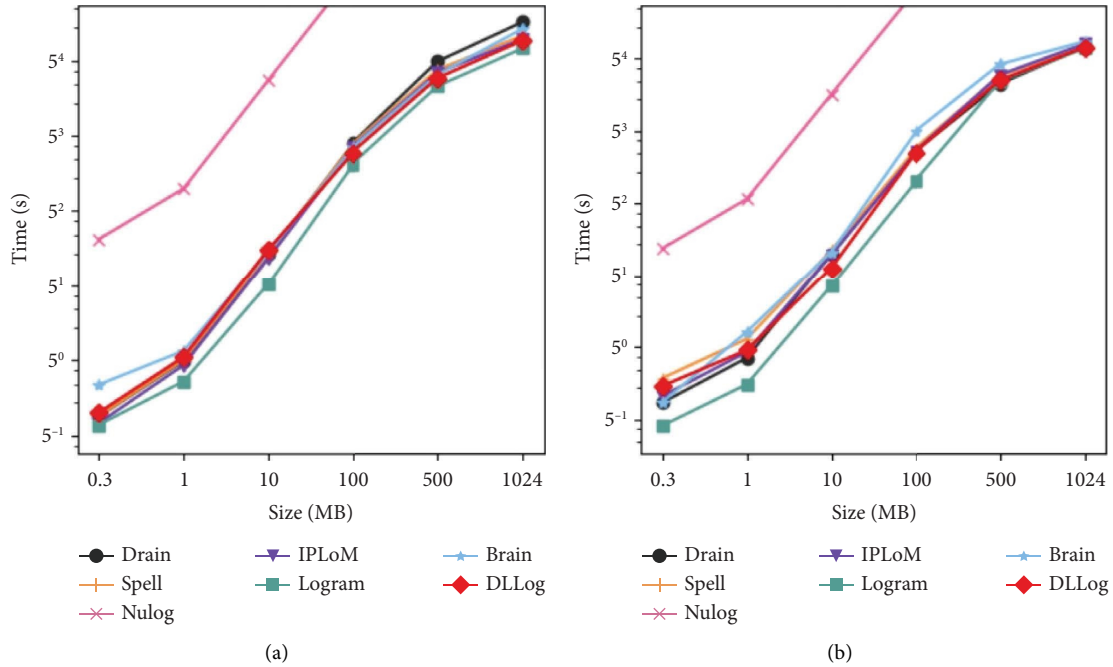 Time (s)
5⁴
5³
5²
5¹
5⁰
5⁻¹
0.3 1 10 100 500 1024
Size (MB)
Drain IPLoM Brain
Spell Logram DLLog
Nulog
(a)
Time (s)
5⁴
5³
5²
5¹
5⁰
5⁻¹
0.3 1 10 100 500 1024
Size (MB)
Drain IPLoM Brain
Spell Logram DLLog
Nulog
(b)